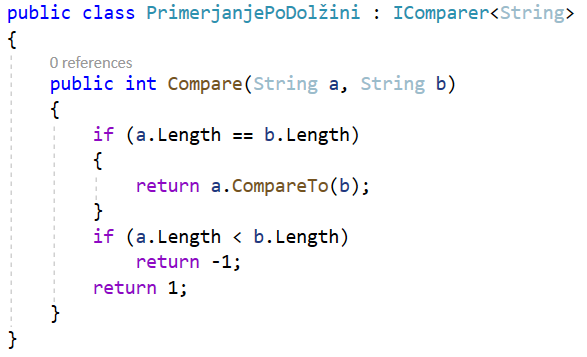 public class PrimerjanjePoDolžini : IComparer<String>
{
0 references
public int Compare(String a, String b)
{
if (a.Length == b.Length)
{
return a.CompareTo(b);
}
if (a.Length < b.Length)
return -1;
return 1;
}
}